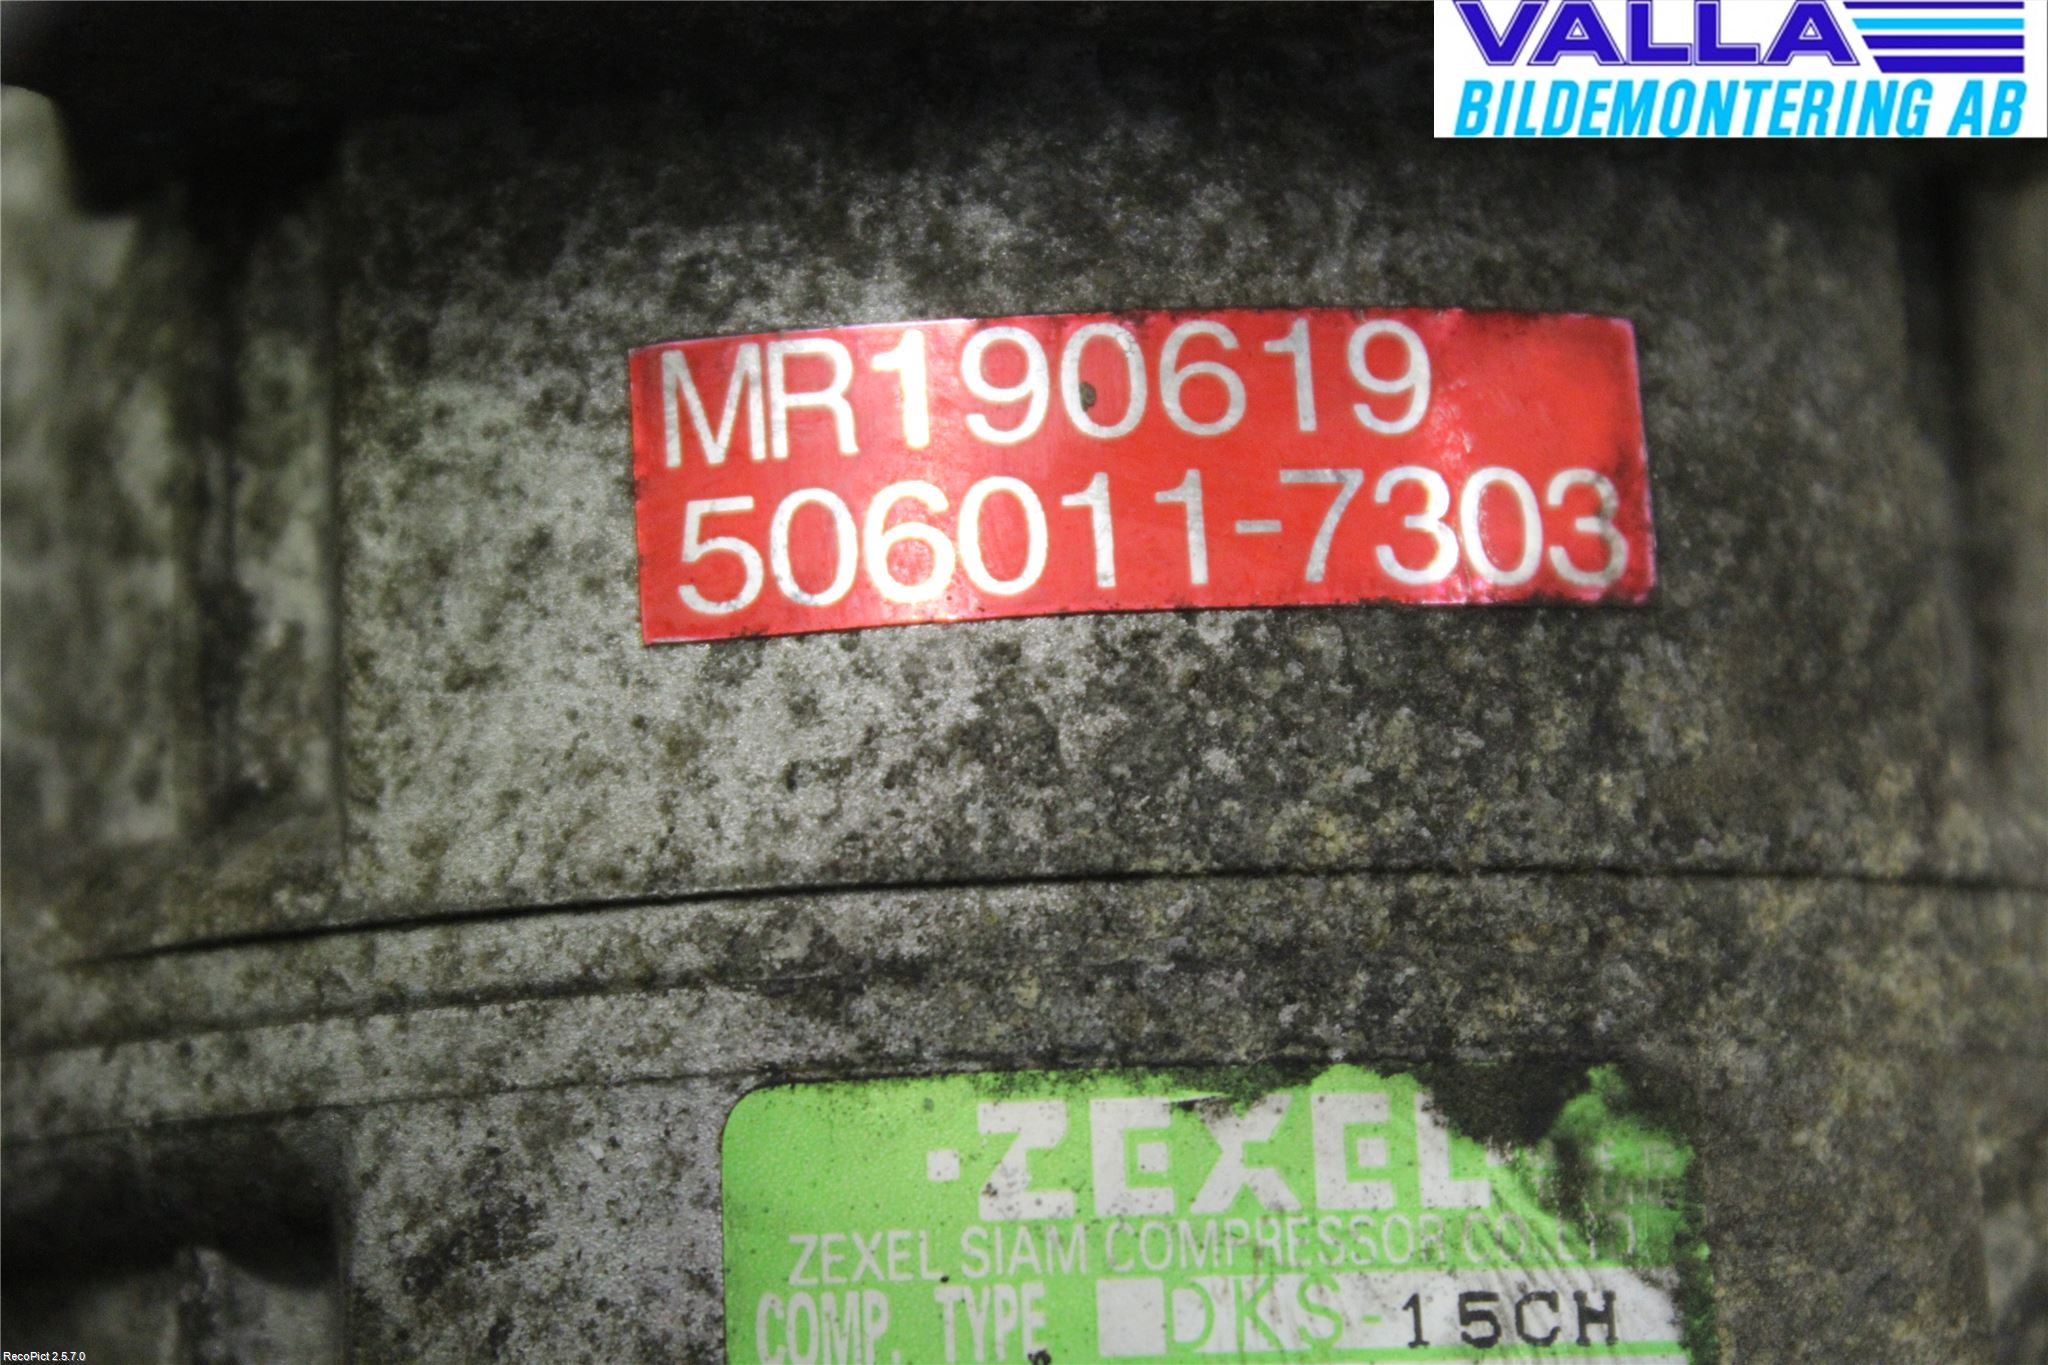 VALLA
BILDEMONTERING AB
MR190619
506011-7303
ZEXEL
ZEXEL SIAM COMPRESSOR CO. LTD.
COMP. TYPE DKS-15CH
RecoPict 2.5.7.0